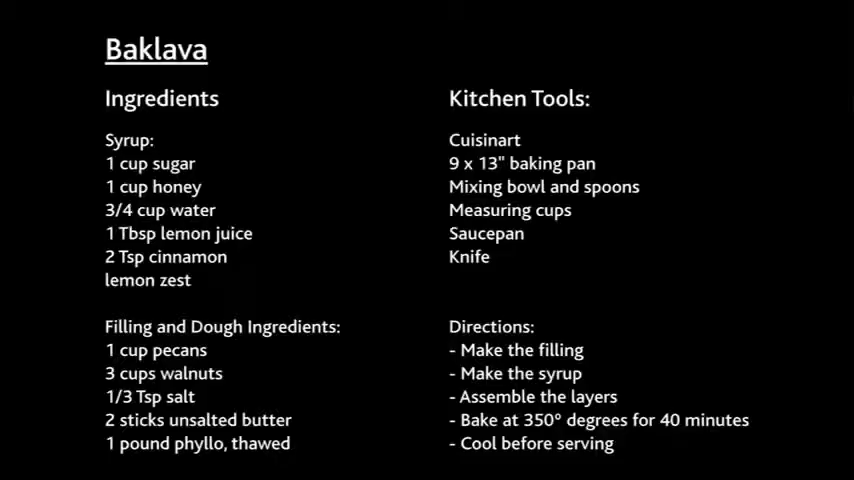 Baklava
Ingredients
Syrup:
1 cup sugar
1 cup honey
3/4 cup water
1 Tbsp lemon juice
2 Tsp cinnamon
lemon zest
Filling and Dough Ingredients:
1 cup pecans
3 cups walnuts
1/3 Tsp salt
2 sticks unsalted butter
1 pound phyllo, thawed
Kitchen Tools:
Cuisinart
9 x 13" baking pan
Mixing bowl and spoons
Measuring cups
Saucepan
Knife
Directions:
- Make the filling
- Make the syrup
- Assemble the layers
- Bake at 350° degrees for 40 minutes
- Cool before serving